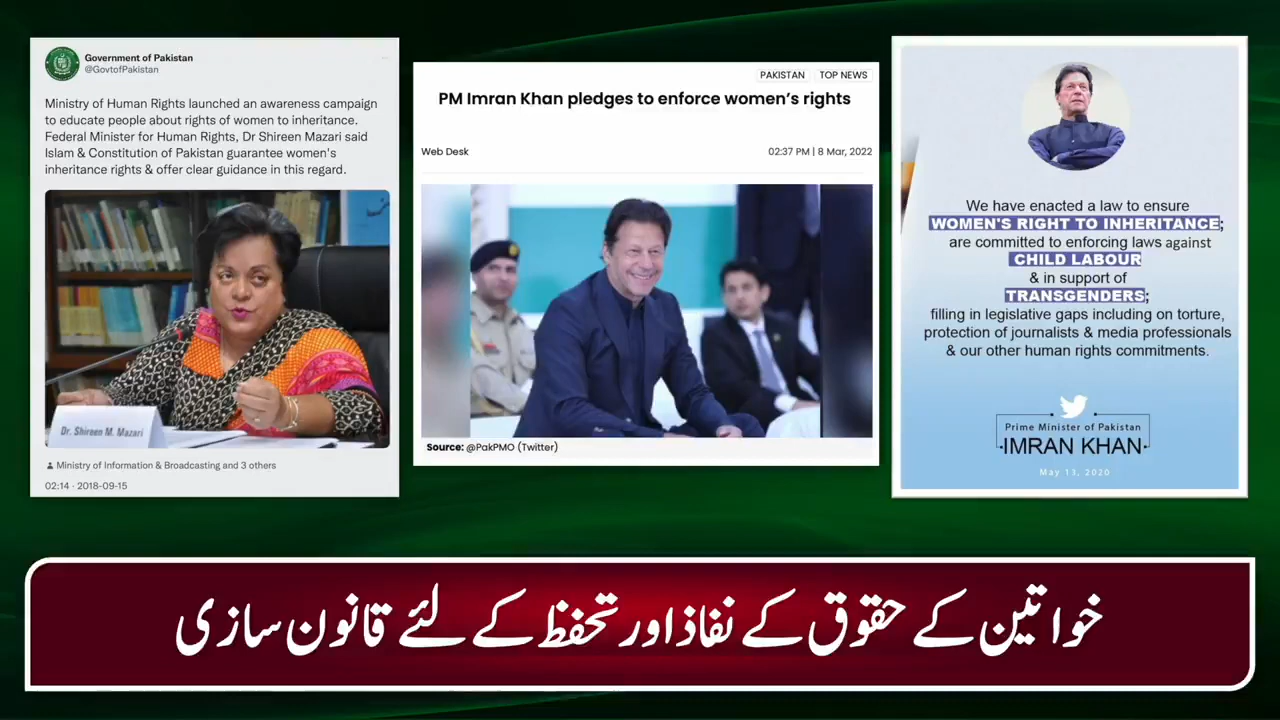 Government of Pakistan
@GovtofPakistan
Ministry of Human Rights launched an awareness campaign
to educate people about rights of women to inheritance.
Federal Minister for Human Rights, Dr Shireen Mazari said
Islam & Constitution of Pakistan guarantee women's
inheritance rights & offer clear guidance in this regard.
Dr. Shireen M. Mazari
Ministry of Information & Broadcasting and 3 others
02:14 · 2018-09-15
PAKISTAN TOP NEWS
PM Imran Khan pledges to enforce women’s rights
Web Desk 02:37 PM | 8 Mar, 2022
Source: @PakPMO (Twitter)
We have enacted a law to ensure
WOMEN'S RIGHT TO INHERITANCE;
are committed to enforcing laws against
CHILD LABOUR
& in support of
TRANSGENDERS;
filling in legislative gaps including on torture,
protection of journalists & media professionals
& our other human rights commitments.
Prime Minister of Pakistan
IMRAN KHAN
May 13, 2020
خواتین کے حقوق کے نفاذ اور تحفظ کے لئے قانون سازی